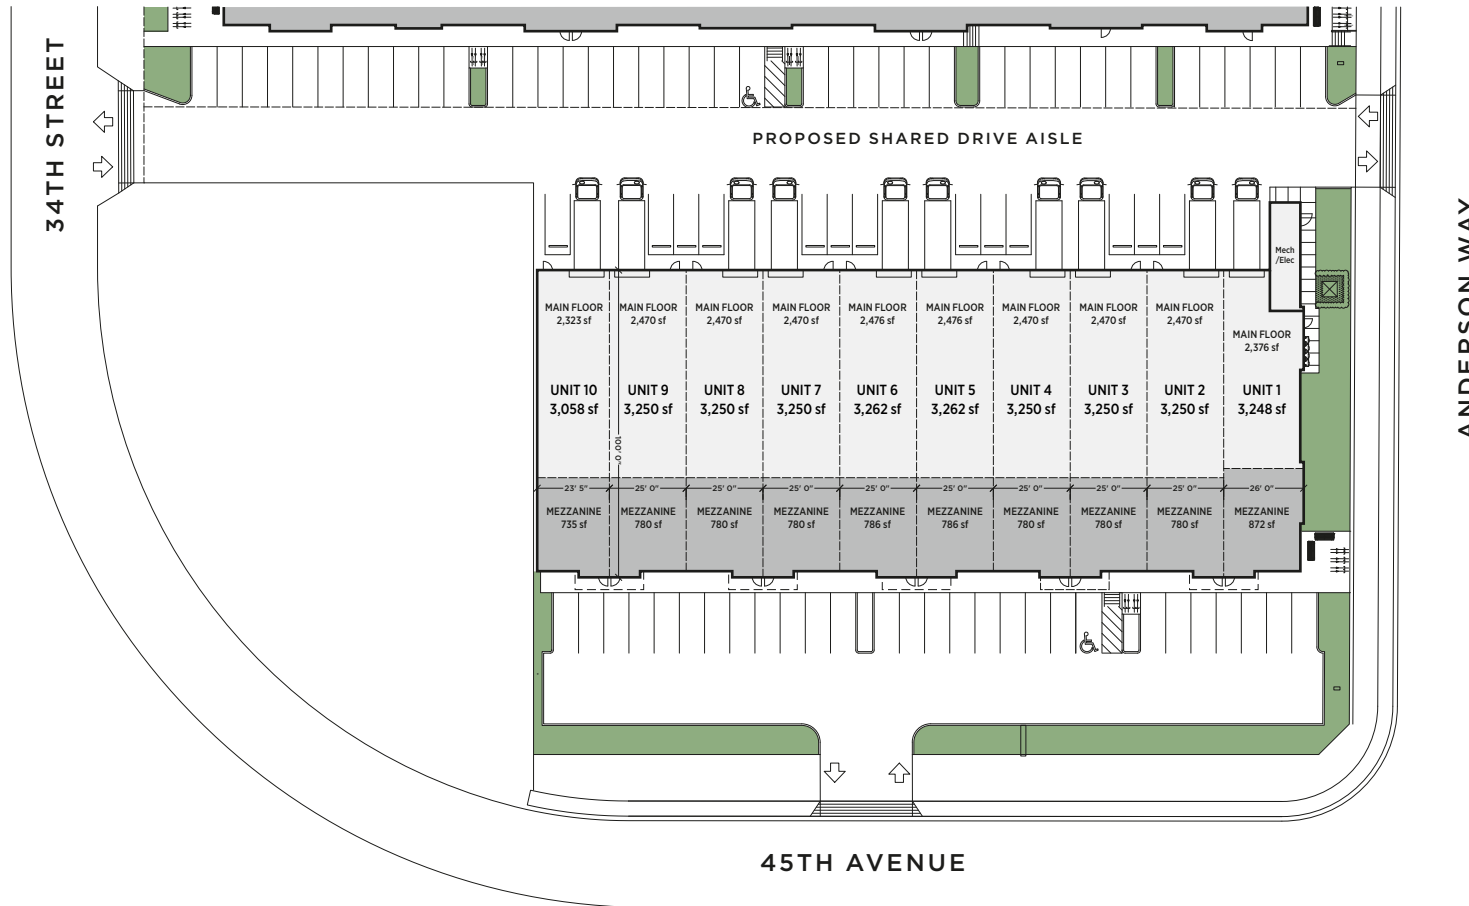 34TH STREET
PROPOSED SHARED DRIVE AISLE
ANDERSON WAY
Mech
/Elec
MAIN FLOOR
2,323 sf
MAIN FLOOR
2,470 sf
MAIN FLOOR
2,470 sf
MAIN FLOOR
2,470 sf
MAIN FLOOR
2,476 sf
MAIN FLOOR
2,476 sf
MAIN FLOOR
2,470 sf
MAIN FLOOR
2,470 sf
MAIN FLOOR
2,470 sf
MAIN FLOOR
2,376 sf
UNIT 10
3,058 sf
UNIT 9
3,250 sf
UNIT 8
3,250 sf
UNIT 7
3,250 sf
UNIT 6
3,262 sf
UNIT 5
3,262 sf
UNIT 4
3,250 sf
UNIT 3
3,250 sf
UNIT 2
3,250 sf
UNIT 1
3,248 sf
100' 0"
23' 5"
25' 0"
25' 0"
25' 0"
25' 0"
25' 0"
25' 0"
25' 0"
25' 0"
26' 0"
MEZZANINE
735 sf
MEZZANINE
780 sf
MEZZANINE
780 sf
MEZZANINE
780 sf
MEZZANINE
786 sf
MEZZANINE
786 sf
MEZZANINE
780 sf
MEZZANINE
780 sf
MEZZANINE
780 sf
MEZZANINE
872 sf
45TH AVENUE